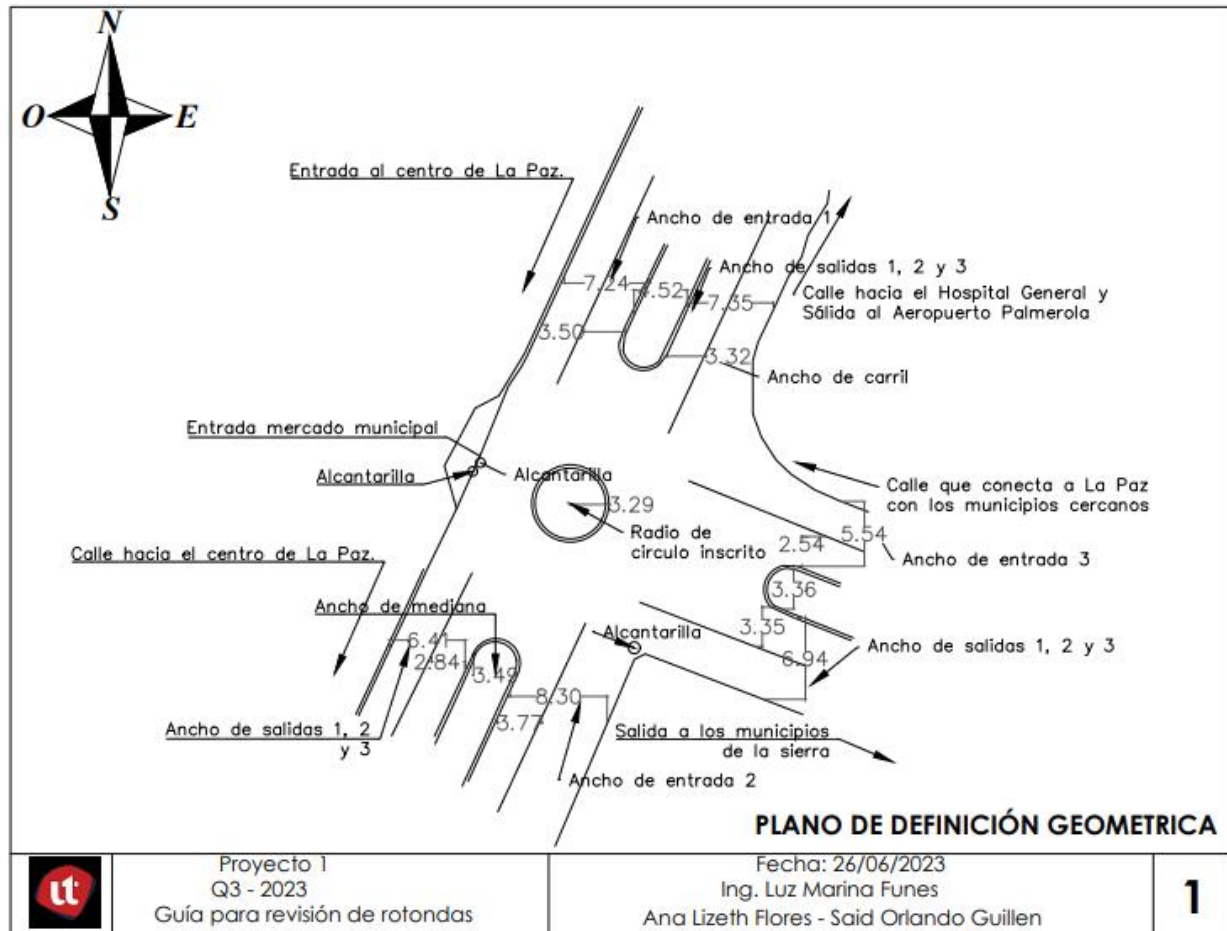 N
O
E
S
Entrada al centro de La Paz.
Ancho de entrada 1
Ancho de salidas 1, 2 y 3
7.24
4.52
7.35
Calle hacia el Hospital General y
Sálida al Aeropuerto Palmerola
3.50
3.32
Ancho de carril
Entrada mercado municipal
Alcantarilla
Alcantarilla
Calle que conecta a La Paz
con los municipios cercanos
3.29
Radio de
circulo inscrito
5.54
2.54
Ancho de entrada 3
Calle hacia el centro de La Paz.
3.36
Ancho de mediana
3.35
Alcantarilla
6.94
Ancho de salidas 1, 2 y 3
6.41
2.84
3.49
8.30
3.77
Ancho de salidas 1, 2
y 3
Salida a los municipios
de la sierra
Ancho de entrada 2
PLANO DE DEFINICIÓN GEOMETRICA
ut
Proyecto 1
Q3 - 2023
Guía para revisión de rotondas
Fecha: 26/06/2023
Ing. Luz Marina Funes
Ana Lizeth Flores - Said Orlando Guillen
1